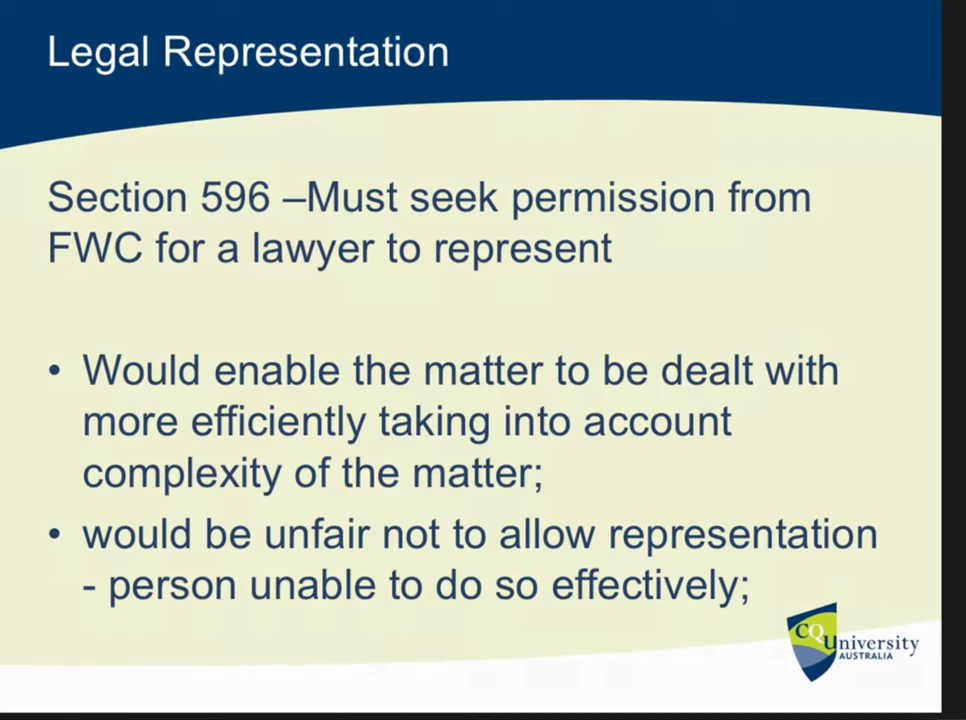 Legal Representation
Section 596 –Must seek permission from
FWC for a lawyer to represent
• Would enable the matter to be dealt with
more efficiently taking into account
complexity of the matter;
• would be unfair not to allow representation
- person unable to do so effectively;
CQUniversity
AUSTRALIA